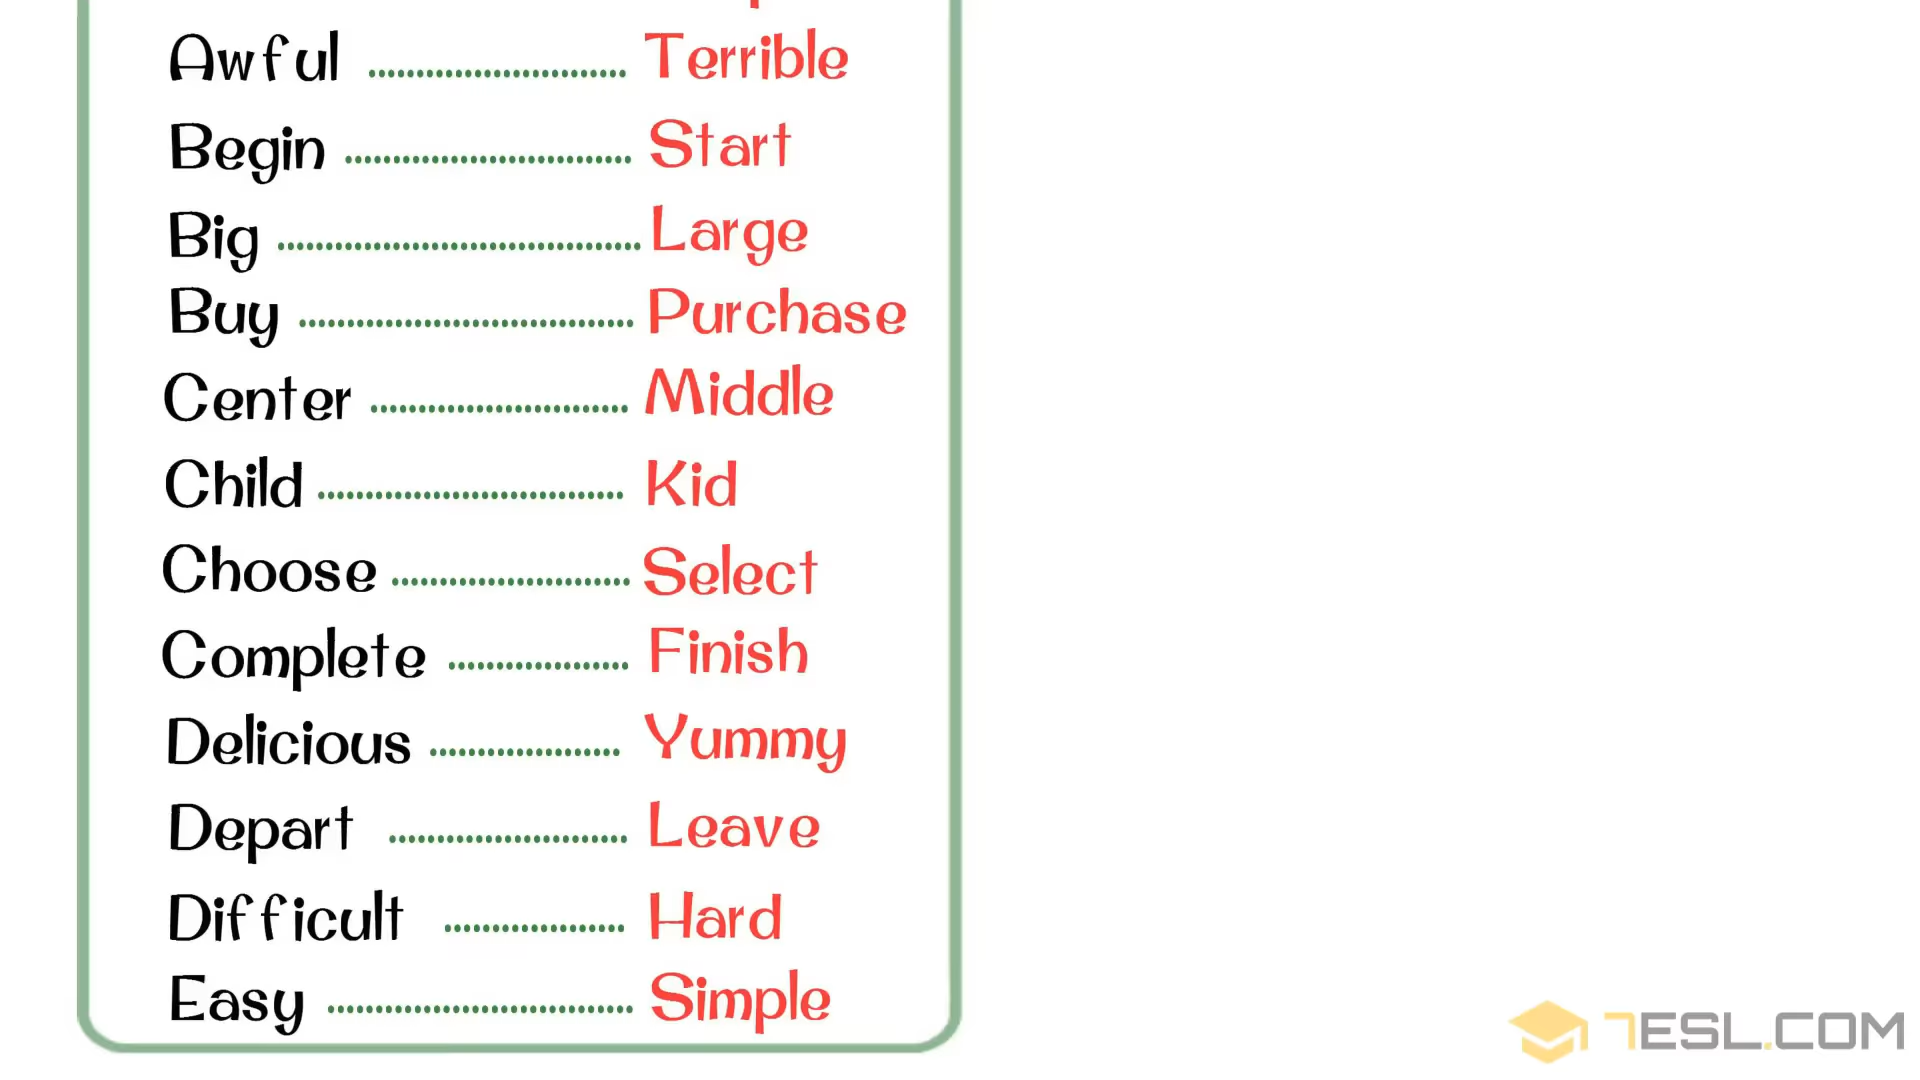 Awful .......................... Terrible
Begin ............................. Start
Big ..................................... Large
Buy .................................. Purchase
Center .......................... Middle
Child ............................... Kid
Choose ........................ Select
Complete .................. Finish
Delicious ................... Yummy
Depart ........................ Leave
Difficult .................. Hard
Easy ............................... Simple
7ESL.COM